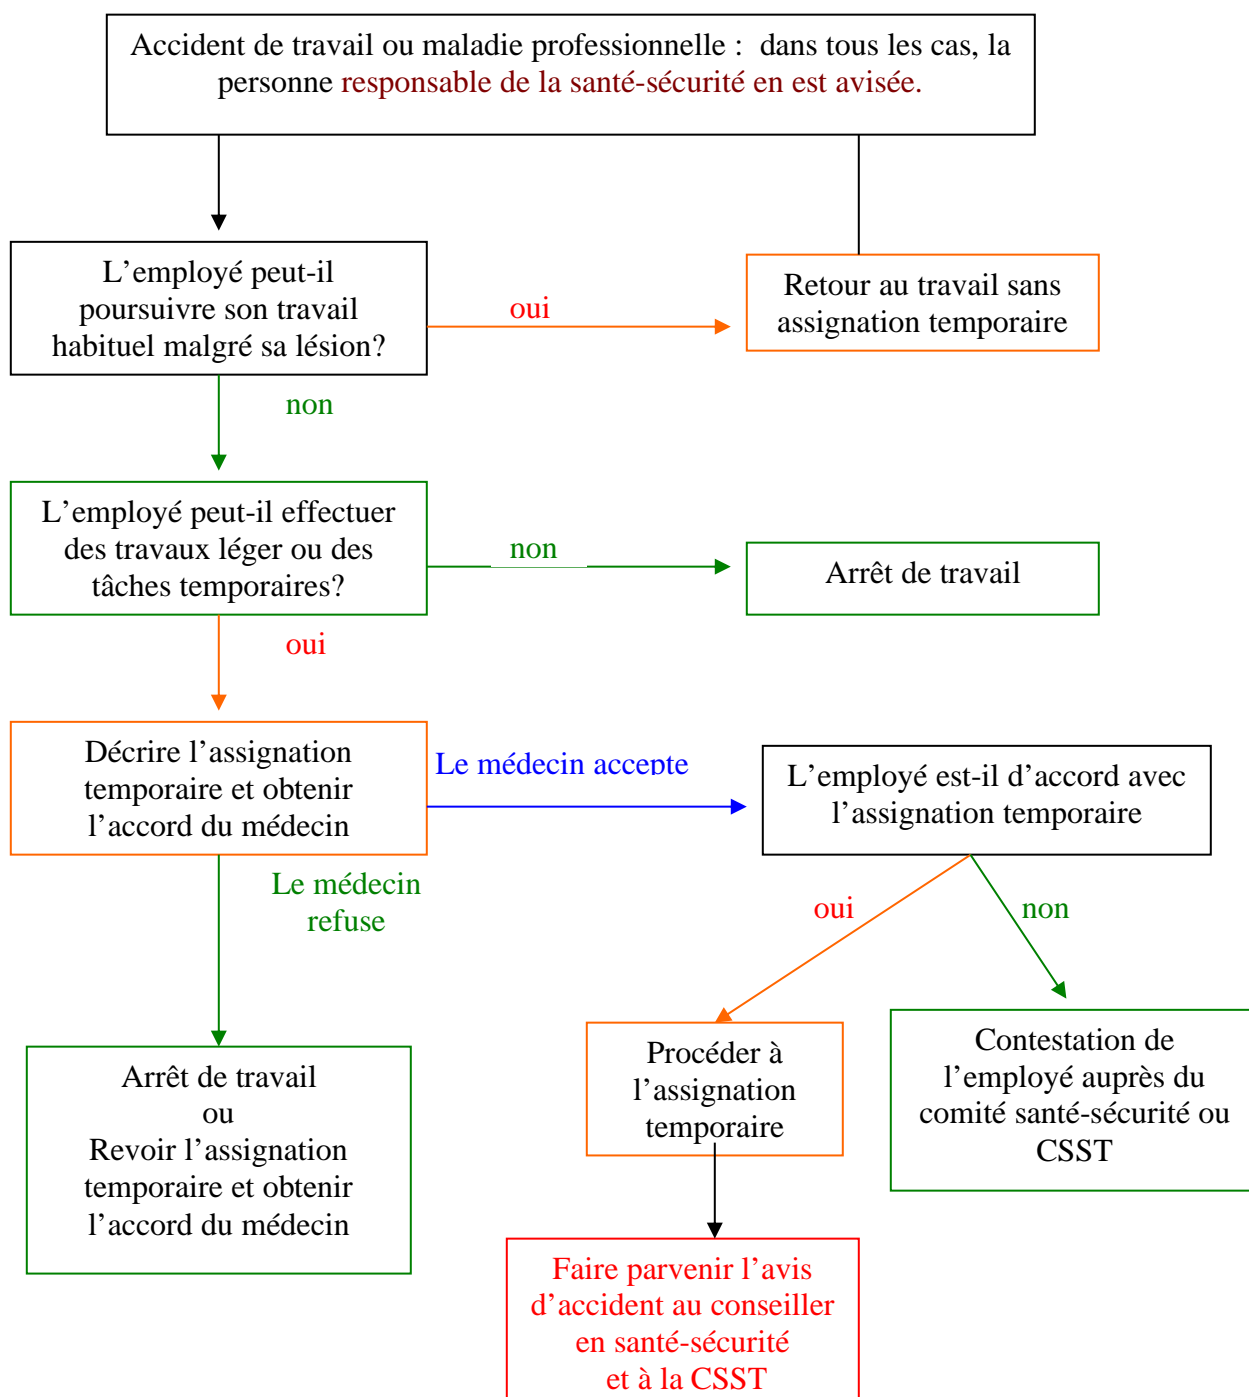 Accident de travail ou maladie professionnelle : dans tous les cas, la
personne responsable de la santé-sécurité en est avisée.
L’employé peut-il
poursuivre son travail
habituel malgré sa lésion?
oui
Retour au travail sans
assignation temporaire
non
L’employé peut-il effectuer
des travaux léger ou des
tâches temporaires?
non
Arrêt de travail
oui
Décrire l’assignation
temporaire et obtenir
l’accord du médecin
Le médecin accepte
L’employé est-il d’accord avec
l’assignation temporaire
Le médecin
refuse
oui
non
Arrêt de travail
ou
Revoir l’assignation
temporaire et obtenir
l’accord du médecin
Procéder à
l’assignation
temporaire
Contestation de
l’employé auprès du
comité santé-sécurité ou
CSST
Faire parvenir l’avis
d’accident au conseiller
en santé-sécurité
et à la CSST